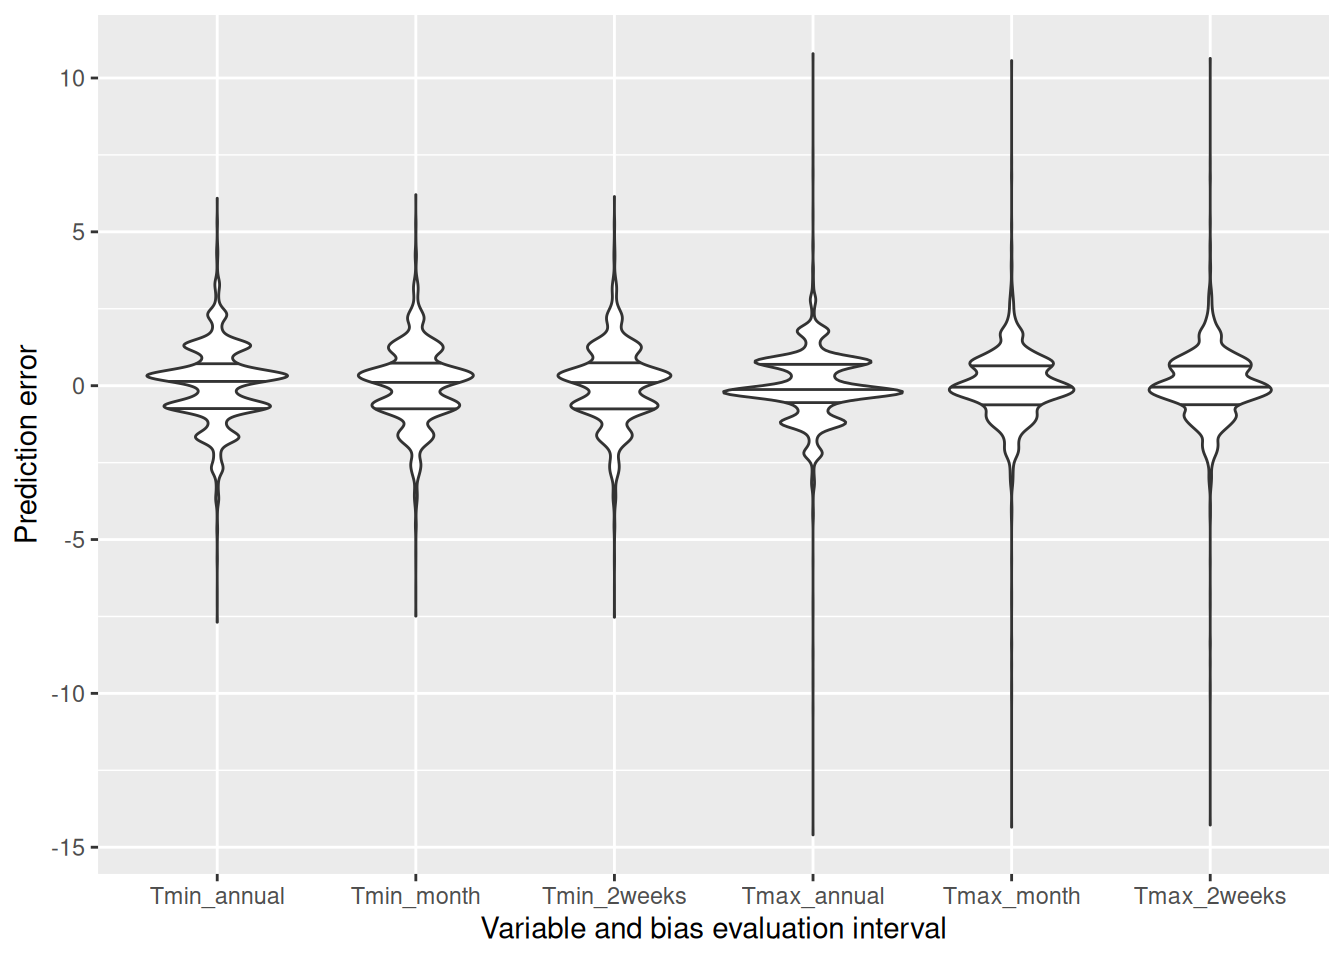 10
5
0
-5
-10
-15
Prediction error
Tmin_annual Tmin_month Tmin_2weeks Tmax_annual Tmax_month Tmax_2weeks
Variable and bias evaluation interval